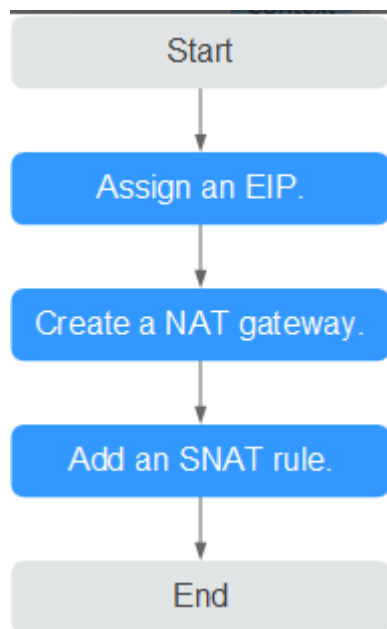 Start
Assign an EIP.
Create a NAT gateway.
Add an SNAT rule.
End